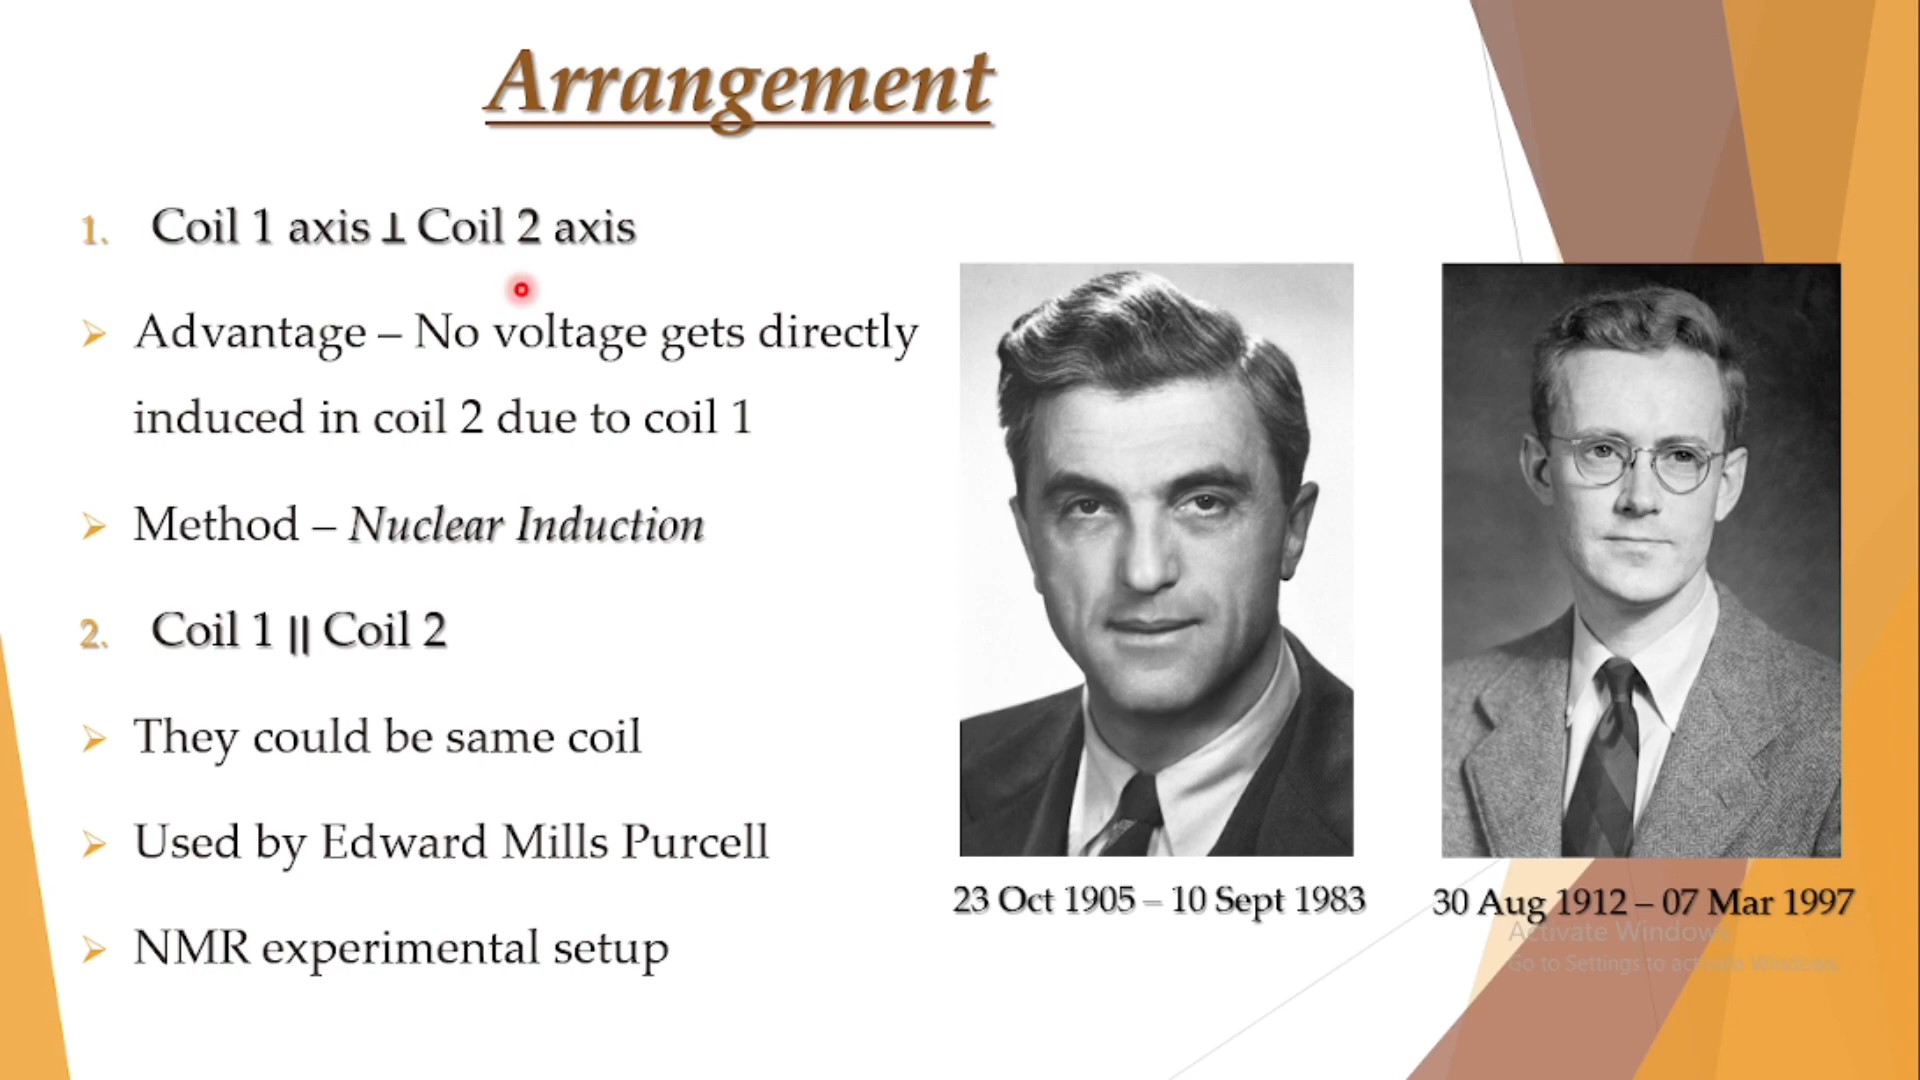 Arrangement
1. Coil 1 axis ⊥ Coil 2 axis
➢ Advantage – No voltage gets directly
induced in coil 2 due to coil 1
➢ Method – Nuclear Induction
2. Coil 1 || Coil 2
➢ They could be same coil
➢ Used by Edward Mills Purcell
➢ NMR experimental setup
23 Oct 1905 – 10 Sept 1983
30 Aug 1912 – 07 Mar 1997
Activate Windows
Go to Settings to activate Windows.